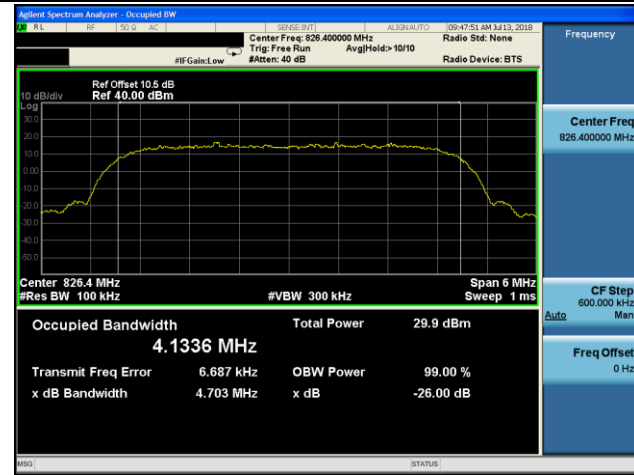 Agilent Spectrum Analyzer - Occupied BW
RL RF 50 Ω AC SENSE:INT ALIGNAUTO 09:47:51 AM Jul 13, 2018
Center Freq: 826.400000 MHz Radio Std: None
Trig: Free Run Avg|Hold:> 10/10
#IFGain:Low #Atten: 40 dB Radio Device: BTS
Frequency
Ref Offset 10.5 dB
10 dB/div Ref 40.00 dBm
Log
30.0
20.0
10.0
0.00
-10.0
-20.0
-30.0
-40.0
-50.0
Center Freq
826.400000 MHz
Center 826.4 MHz Span 6 MHz
#Res BW 100 kHz #VBW 300 kHz Sweep 1 ms
CF Step
600.000 kHz
Auto Man
Occupied Bandwidth Total Power 29.9 dBm
4.1336 MHz
Transmit Freq Error 6.687 kHz OBW Power 99.00 %
x dB Bandwidth 4.703 MHz x dB -26.00 dB
Freq Offset
0 Hz
MSG STATUS